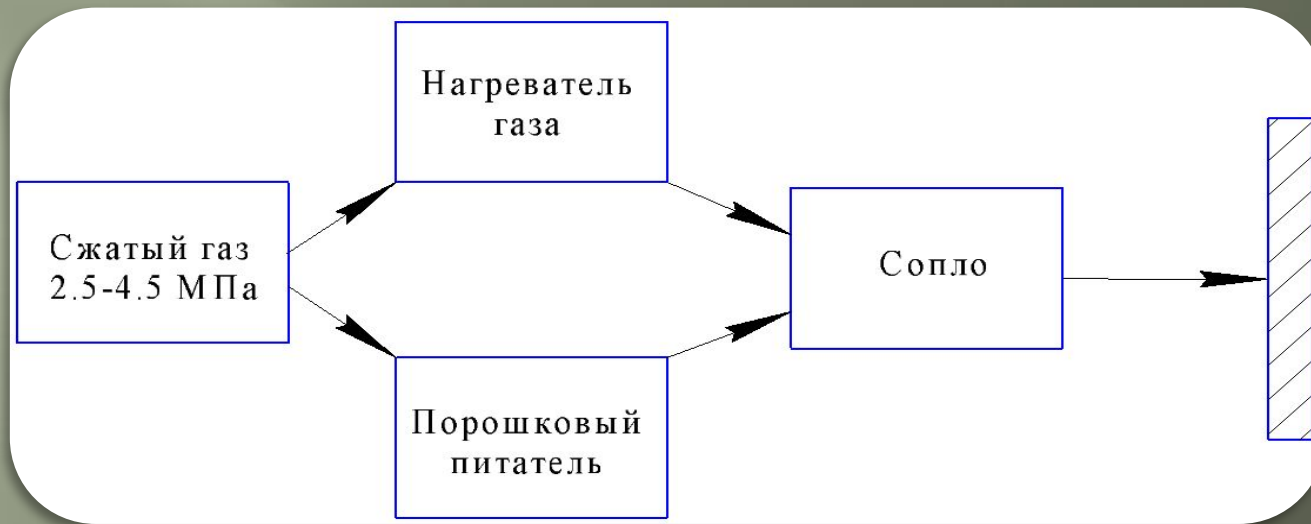 Нагреватель
газа
Сжатый газ
2.5-4.5 МПа
Сопло
Порошковый
питатель